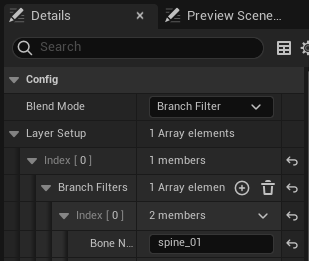 Details
Preview Scene...
Search
Config
Blend Mode Branch Filter
Layer Setup 1 Array elements
Index [ 0 ] 1 members
Branch Filters 1 Array elemen
Index [ 0 ] 2 members
Bone N... spine_01